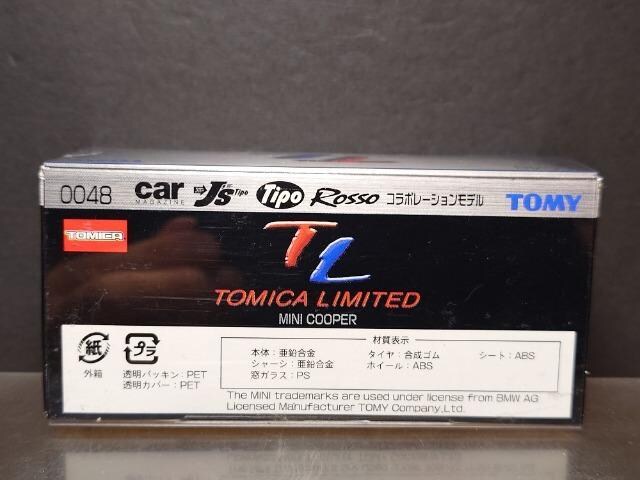 0048 car MAGAZINE J's Tipo Tipo Rosso コラボレーションモデル TOMY
TOMICA
TL
TOMICA LIMITED
MINI COOPER
材質表示
本体：亜鉛合金 タイヤ：合成ゴム シート：ABS
シャーシ：亜鉛合金 ホイール：ABS
窓ガラス：PS
紙 プラ
外箱 透明パッキン：PET
透明カバー：PET
The MINI trademarks are used under license from BMW AG
Licensed Manufacturer TOMY Company,Ltd.